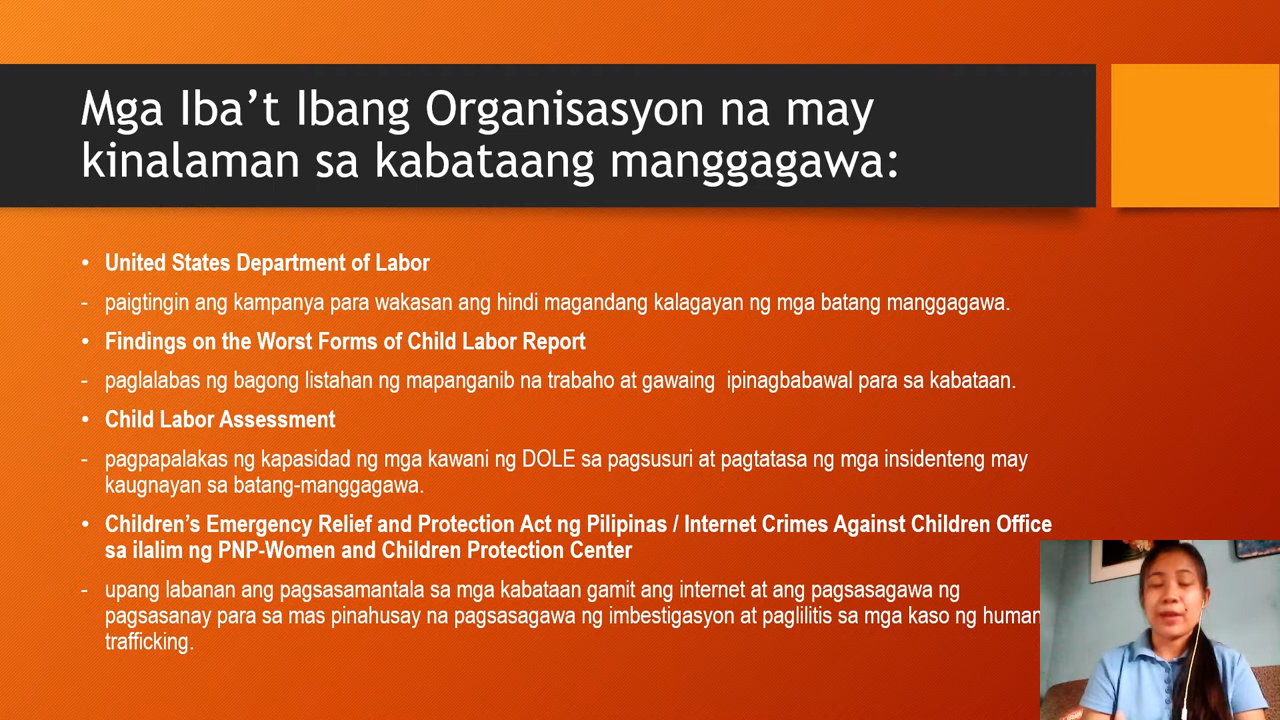 Mga Iba’t Ibang Organisasyon na may
kinalaman sa kabataang manggagawa:
• United States Department of Labor
- paigtingin ang kampanya para wakasan ang hindi magandang kalagayan ng mga batang manggagawa.
• Findings on the Worst Forms of Child Labor Report
- paglalabas ng bagong listahan ng mapanganib na trabaho at gawaing  ipinagbabawal para sa kabataan.
• Child Labor Assessment
- pagpapalakas ng kapasidad ng mga kawani ng DOLE sa pagsusuri at pagtatasa ng mga insidenteng may
kaugnayan sa batang-manggagawa.
• Children’s Emergency Relief and Protection Act ng Pilipinas / Internet Crimes Against Children Office
sa ilalim ng PNP-Women and Children Protection Center
- upang labanan ang pagsasamantala sa mga kabataan gamit ang internet at ang pagsasagawa ng
pagsasanay para sa mas pinahusay na pagsasagawa ng imbestigasyon at paglilitis sa mga kaso ng human
trafficking.